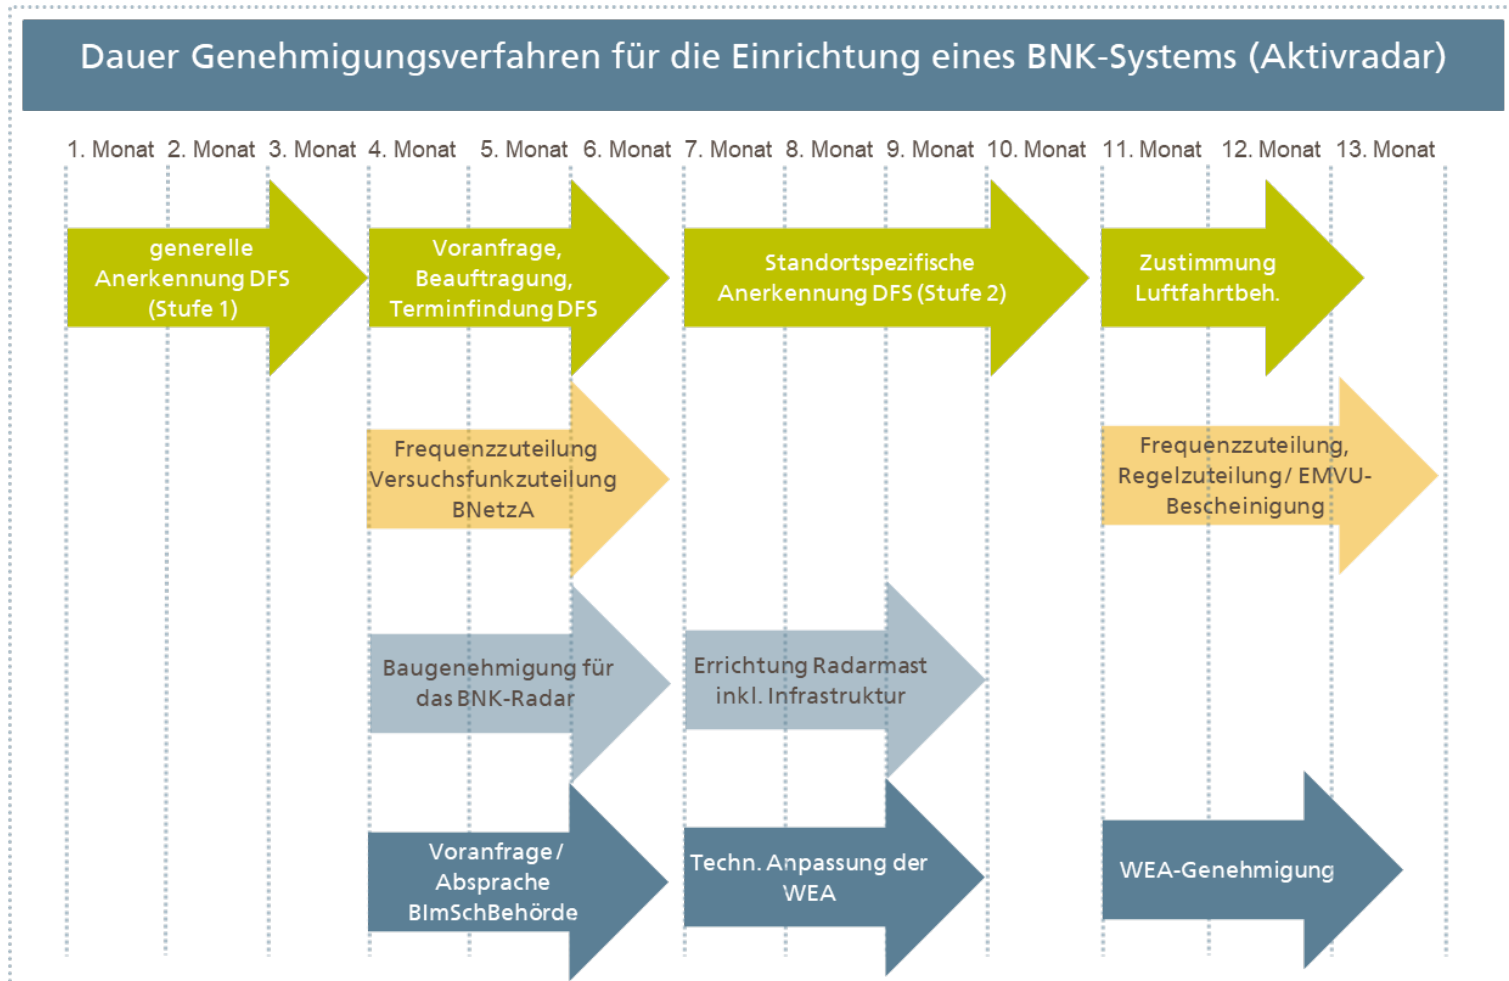 Dauer Genehmigungsverfahren für die Einrichtung eines BNK-Systems (Aktivradar)
1. Monat 2. Monat 3. Monat 4. Monat 5. Monat 6. Monat 7. Monat 8. Monat 9. Monat 10. Monat 11. Monat 12. Monat 13. Monat
generelle
Anerkennung DFS
(Stufe 1)
Voranfrage,
Beauftragung,
Terminfindung DFS
Standortspezifische
Anerkennung DFS (Stufe 2)
Zustimmung
Luftfahrtbeh.
Frequenzzuteilung
Versuchsfunkzuteilung
BNetzA
Frequenzzuteilung,
Regelzuteilung/ EMVU-
Bescheinigung
Baugenehmigung für
das BNK-Radar
Errichtung Radarmast
inkl. Infrastruktur
Voranfrage /
Absprache
BImSchBehörde
Techn. Anpassung der
WEA
WEA-Genehmigung